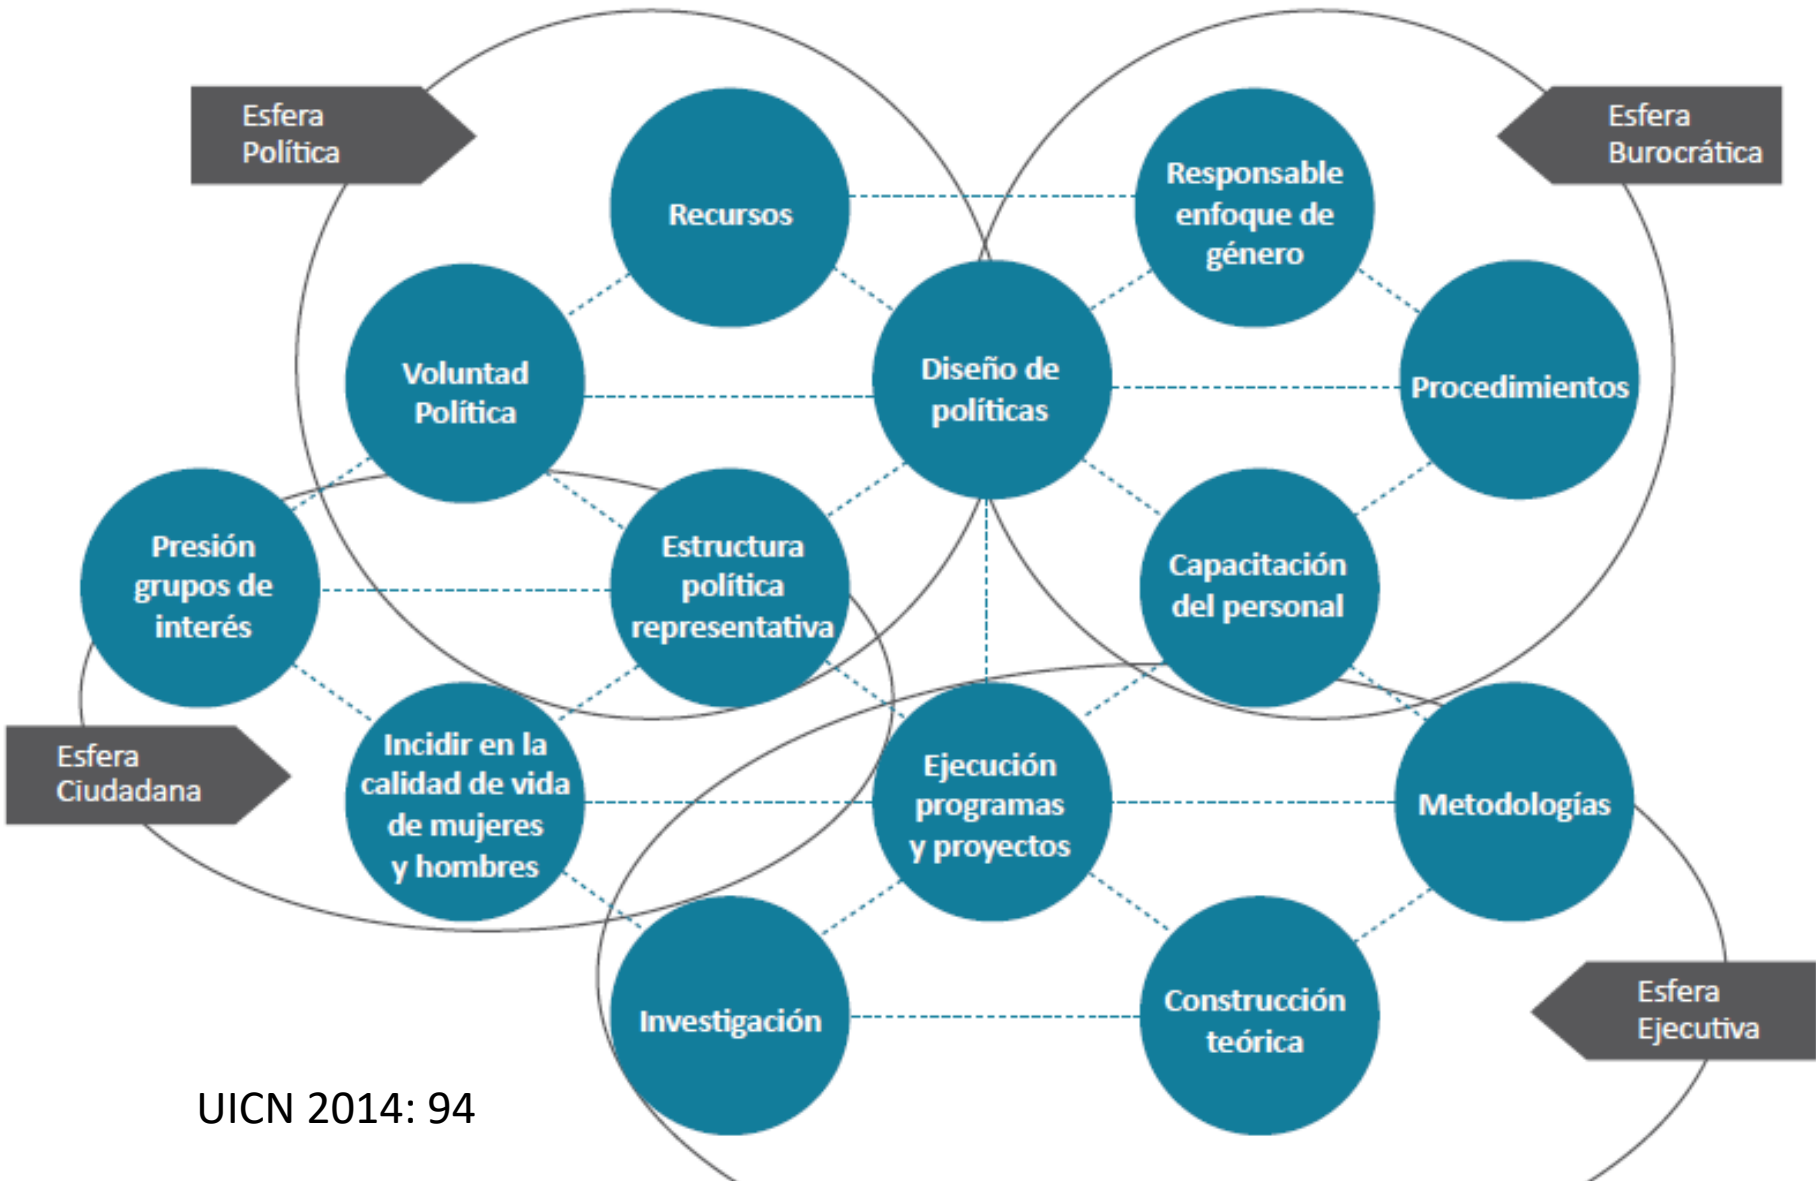 Esfera
Política
Esfera
Burocrática
Recursos
Responsable
enfoque de
género
Voluntad
Política
Diseño de
políticas
Procedimientos
Presión
grupos de
interés
Estructura
política
representativa
Capacitación
del personal
Esfera
Ciudadana
Incidir en la
calidad de vida
de mujeres
y hombres
Ejecución
programas
y proyectos
Metodologías
Investigación
Construcción
teórica
Esfera
Ejecutiva
UICN 2014: 94